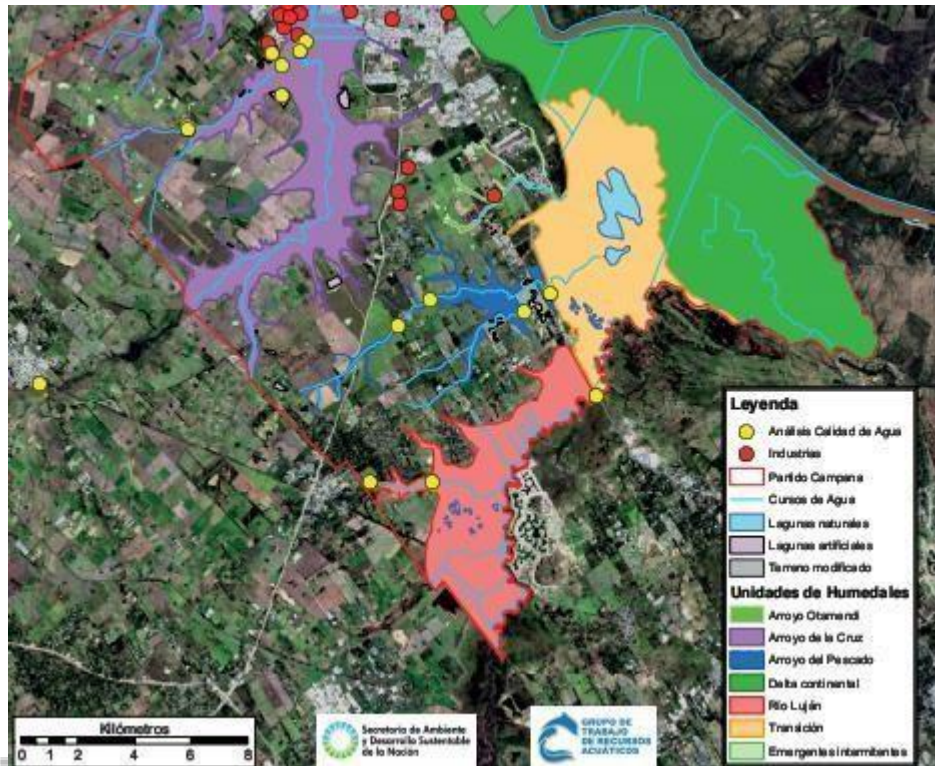 Leyenda
Análisis Calidad de Agua
Industrias
Partido Campana
Cursos de Agua
Lagunas naturales
Lagunas artificiales
Terreno modificado
Unidades de Humedales
Arroyo Otamendi
Arroyo de la Cruz
Arroyo del Pescado
Delta continental
Río Luján
Transición
Emergentes Intermitentes
Kilómetros
0 1 2 4 6 8
Secretaría de Ambiente
y Desarrollo Sustentable
de la Nación
GRUPO DE
TRABAJO
DE RECURSOS
ACUÁTICOS